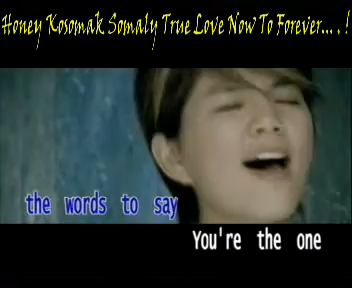 Honey Kosomak Somaly True Love Now To Forever... . !
the words to say
You're the one